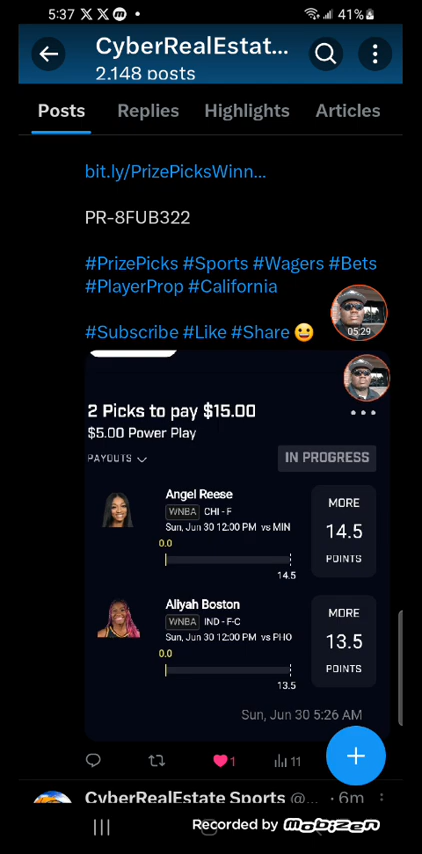 5:37 41%
CyberRealEstat...
2.148 posts
Posts Replies Highlights Articles
bit.ly/PrizePicksWinn...
PR-8FUB322
#PrizePicks #Sports #Wagers #Bets
#PlayerProp #California
#Subscribe #Like #Share
05:29
2 Picks to pay $15.00
$5.00 Power Play
PAYOUTS
IN PROGRESS
Angel Reese
WNBA CHI - F
Sun, Jun 30 12:00 PM vs MIN
0.0
14.5
MORE
14.5
POINTS
Aliyah Boston
WNBA IND - F-C
Sun, Jun 30 12:00 PM vs PHO
0.0
13.5
MORE
13.5
POINTS
Sun, Jun 30 5:26 AM
1 11
CyberRealEstate Sports @... · 6m
Recorded by MOBIZEN